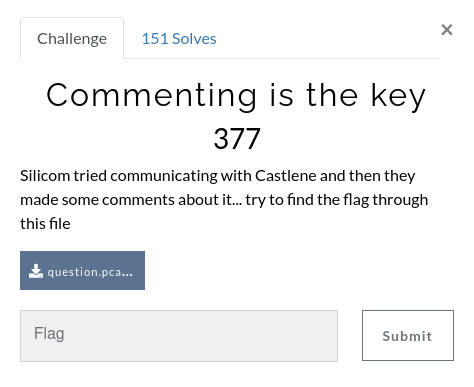 Challenge
151 Solves
×
Commenting is the key
377
Silicom tried communicating with Castlene and then they
made some comments about it... try to find the flag through
this file
question.pca...
Flag
Submit